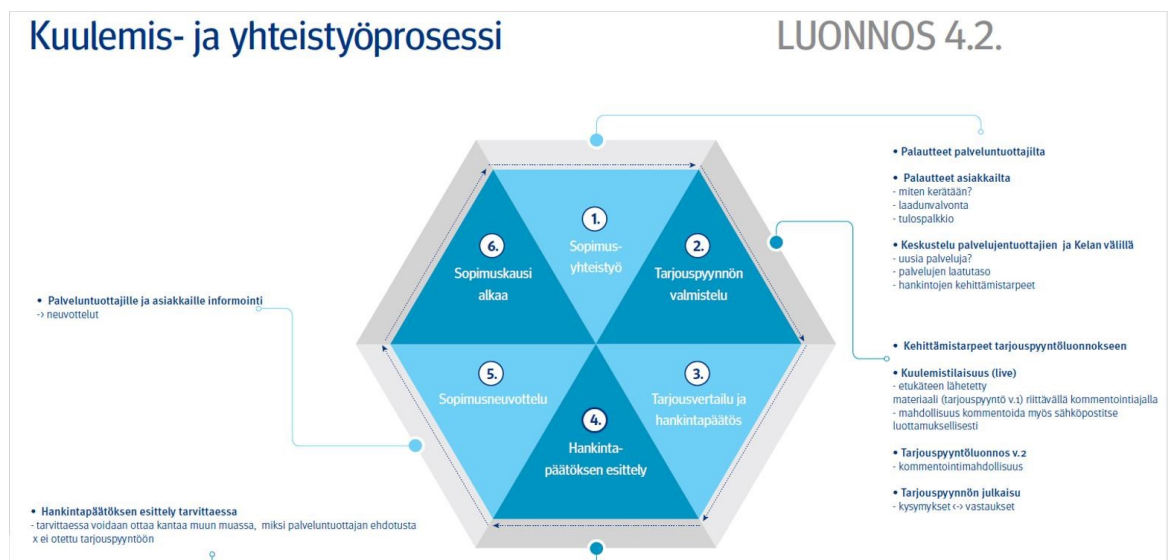 Kuulemis- ja yhteistyöprosessi
LUONNOS 4.2.
• Palautteet palveluntuottajilta
• Palautteet asiakkailta
- miten kerätään?
- laadunvalvonta
- tulospalkkio
• Keskustelu palvelujentuottajien ja Kelan välillä
- uusia palveluja?
- palvelujen laatutaso
- hankintojen kehittämistarpeet
1.
Sopimus-
yhteistyö
2.
Tarjouspyynnön
valmistelu
3.
Tarjousvertailu ja
hankintapäätös
4.
Hankinta-
päätöksen esittely
5.
Sopimusneuvottelu
6.
Sopimuskausi
alkaa
• Palveluntuottajille ja asiakkaille informointi
-> neuvottelut
• Kehittämistarpeet tarjouspyyntöluonnokseen
• Kuulemistilaisuus (live)
- etukäteen lähetetty
materiaali (tarjouspyyntö v.1) riittävällä kommentointiajalla
- mahdollisuus kommentoida myös sähköpostitse
luottamuksellisesti
• Tarjouspyyntöluonnos v.2
- kommentointimahdollisuus
• Tarjouspyynnön julkaisu
- kysymykset <-> vastaukset
• Hankintapäätöksen esittely tarvittaessa
- tarvittaessa voidaan ottaa kantaa muun muassa, miksi palveluntuottajan ehdotusta
x ei otettu tarjouspyyntöön